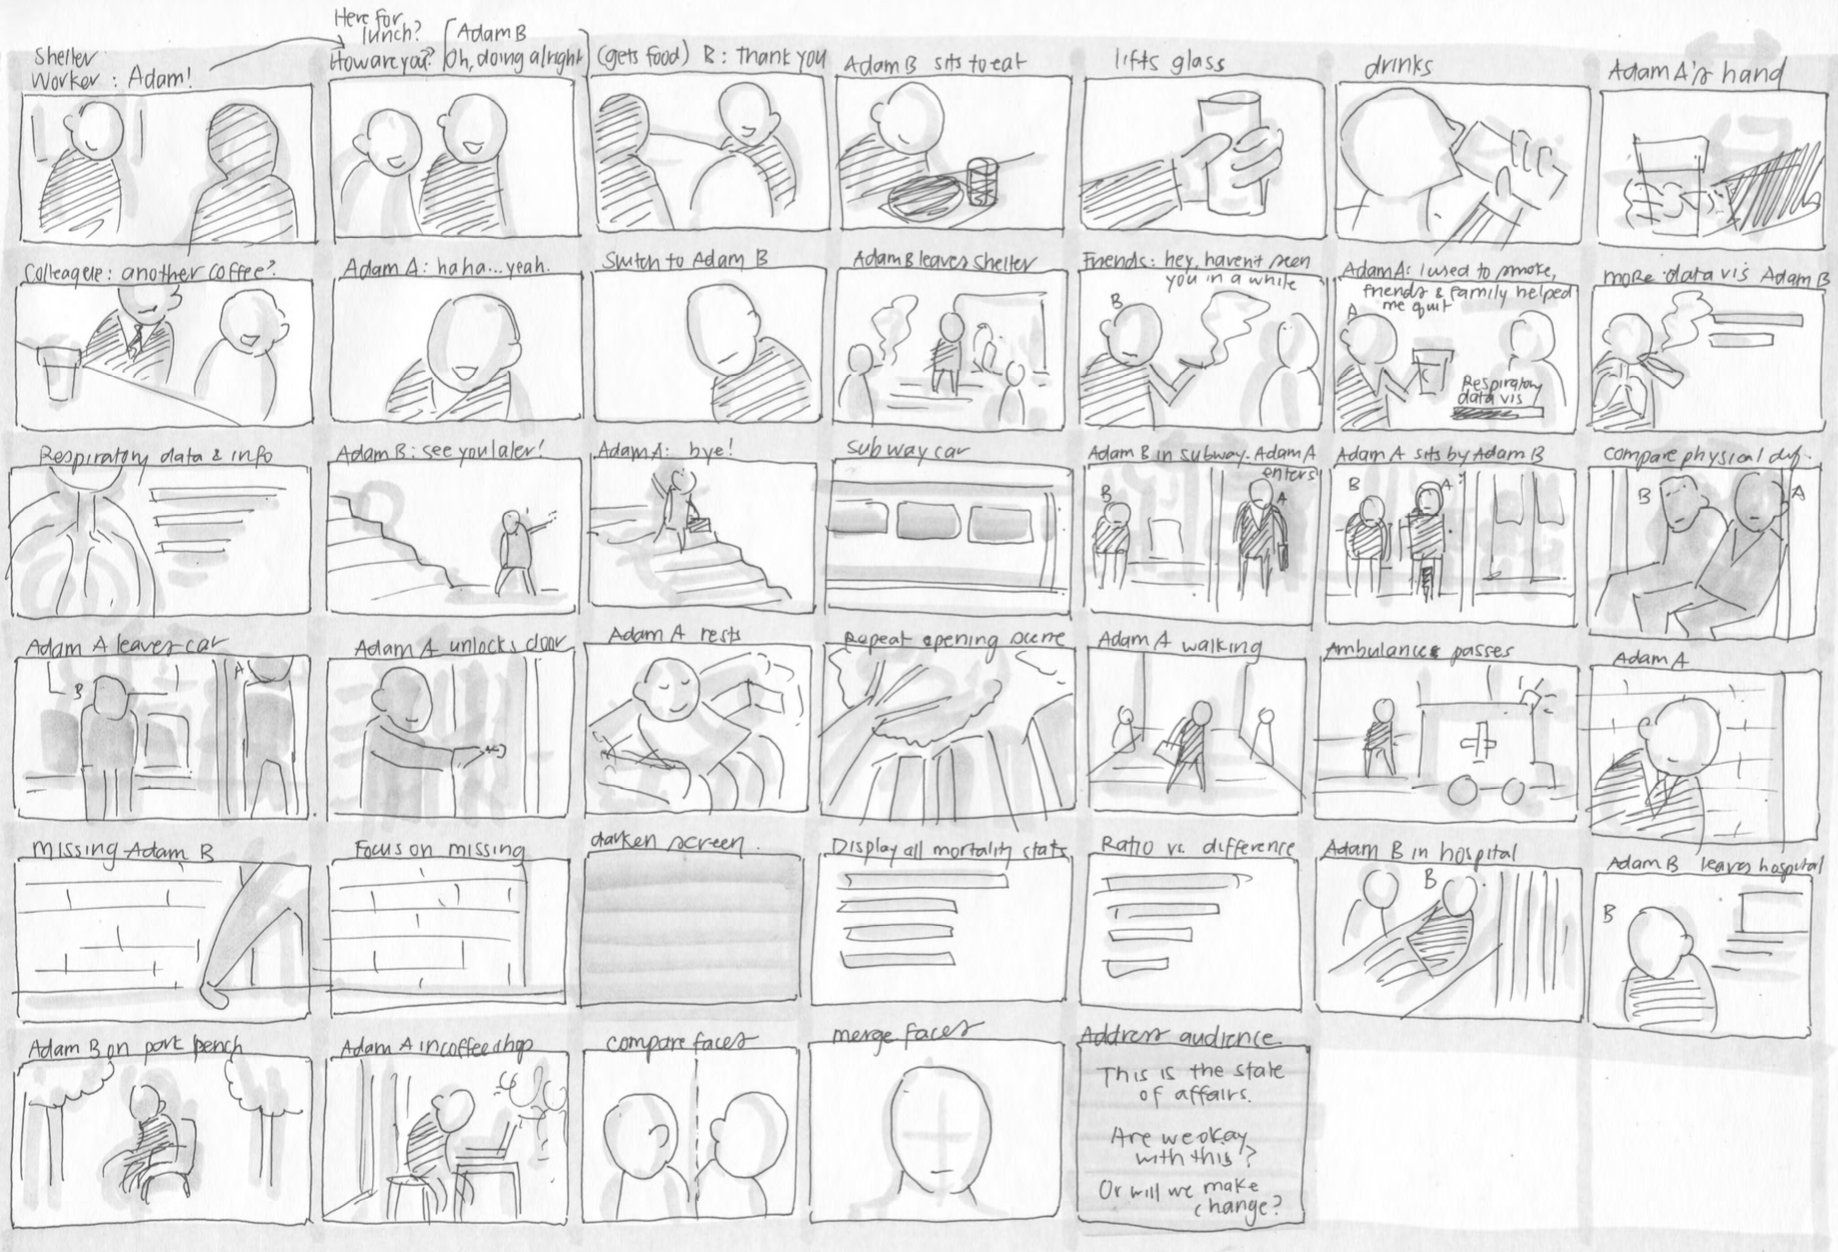 Shelter
Worker : Adam!
Here for
lunch?
How are you?
Adam B
Oh, doing alright
(gets food) B: Thank you
Adam B sits to eat
lifts glass
drinks
Adam A's hand
Colleague: another coffee?
Adam A: haha...yeah.
Switch to Adam B
Adam B leaves shelter
Friends: hey, haven't seen
you in a while
B
Adam A: I used to smoke,
friends & family helped
me quit
A
Respiratory
data vis
more data vis Adam B
Respiratory data & info
Adam B: see you later!
Adam A: bye!
subway car
Adam B in subway. Adam A
enters
B
A
Adam A sits by Adam B
B
A
compare physical dif.
B
A
Adam A leaves car
B
A
Adam A unlocks door
Adam A rests
Repeat opening scene
Adam A walking
Ambulance passes
Adam A
missing Adam B
Focus on missing
darken screen.
Display all mortality stats
Ratio vs. difference
Adam B in hospital
B
Adam B leaves hospital
B
Adam B on park bench
Adam A in coffee shop
compare faces
merge faces
Address audience.
This is the state
of affairs.
Are we okay
with this?
Or will we make
change?